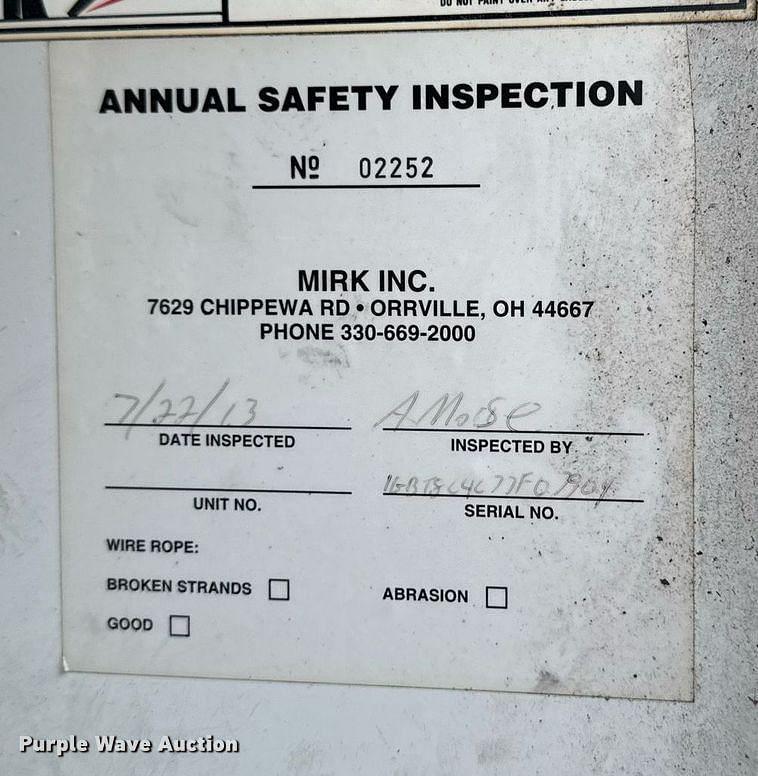 ANNUAL SAFETY INSPECTION
Nº 02252
MIRK INC.
7629 CHIPPEWA RD • ORRVILLE, OH 44667
PHONE 330-669-2000
7/22/13
DATE INSPECTED
A Morse
INSPECTED BY
UNIT NO.
SERIAL NO.
WIRE ROPE:
BROKEN STRANDS
ABRASION
GOOD
Purple Wave Auction